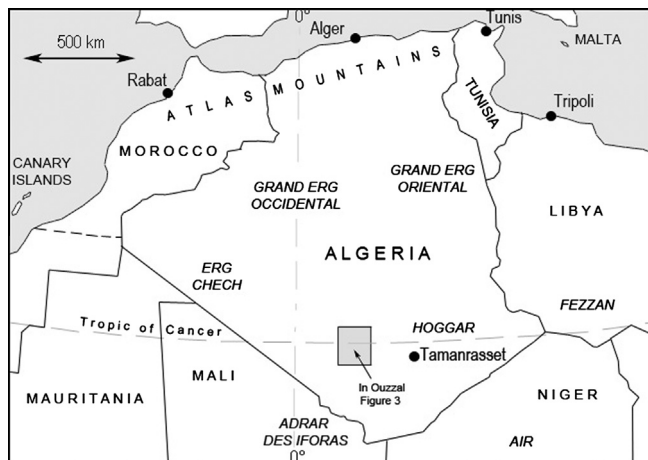 0°
Tunis
Alger
MALTA
500 km
Rabat
ATLAS MOUNTAINS
TUNISIA
Tripoli
MOROCCO
CANARY
ISLANDS
GRAND ERG
OCCIDENTAL
GRAND ERG
ORIENTAL
LIBYA
ALGERIA
ERG
CHECH
FEZZAN
Tropic of Cancer
HOGGAR
Tamanrasset
MALI
In Ouzzal
Figure 3
MAURITANIA
NIGER
ADRAR
DES IFORAS
AIR
0°